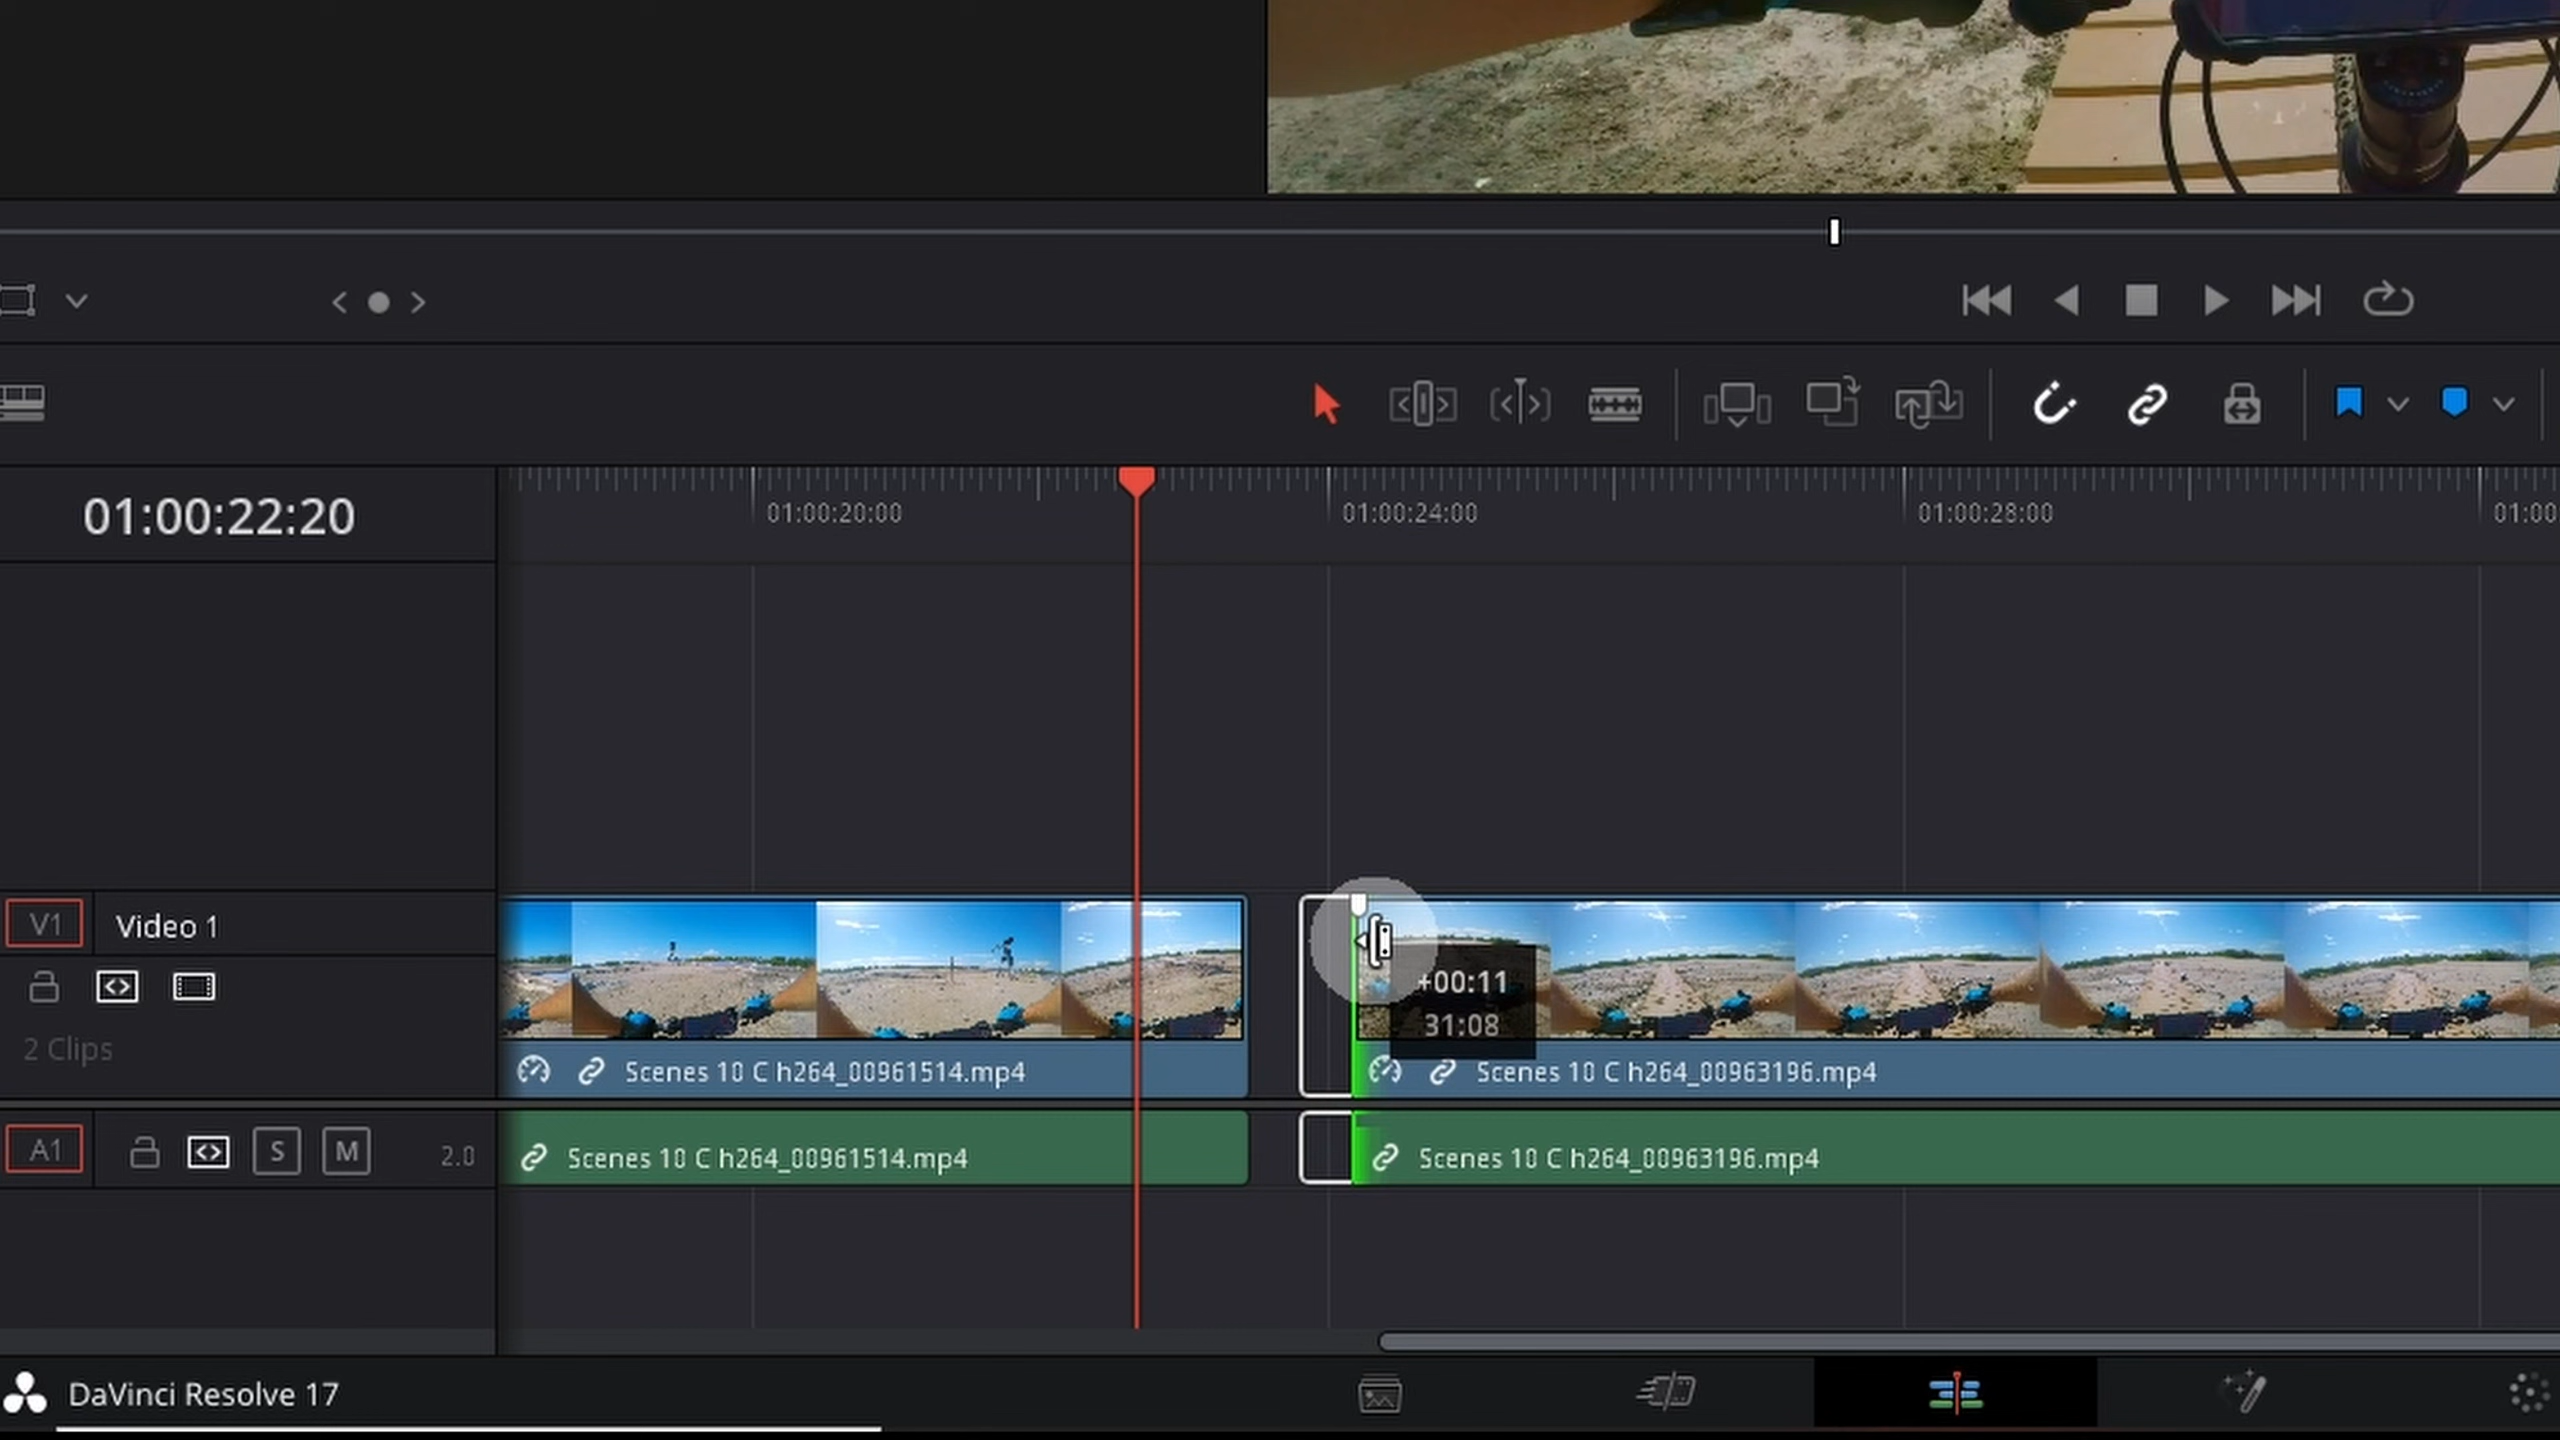 01:00:22:20
01:00:20:00
01:00:24:00
01:00:28:00
01:00
V1
Video 1
2 Clips
+00:11
31:08
Scenes 10 C h264_00961514.mp4
Scenes 10 C h264_00963196.mp4
A1
S
M
2.0
Scenes 10 C h264_00961514.mp4
Scenes 10 C h264_00963196.mp4
DaVinci Resolve 17